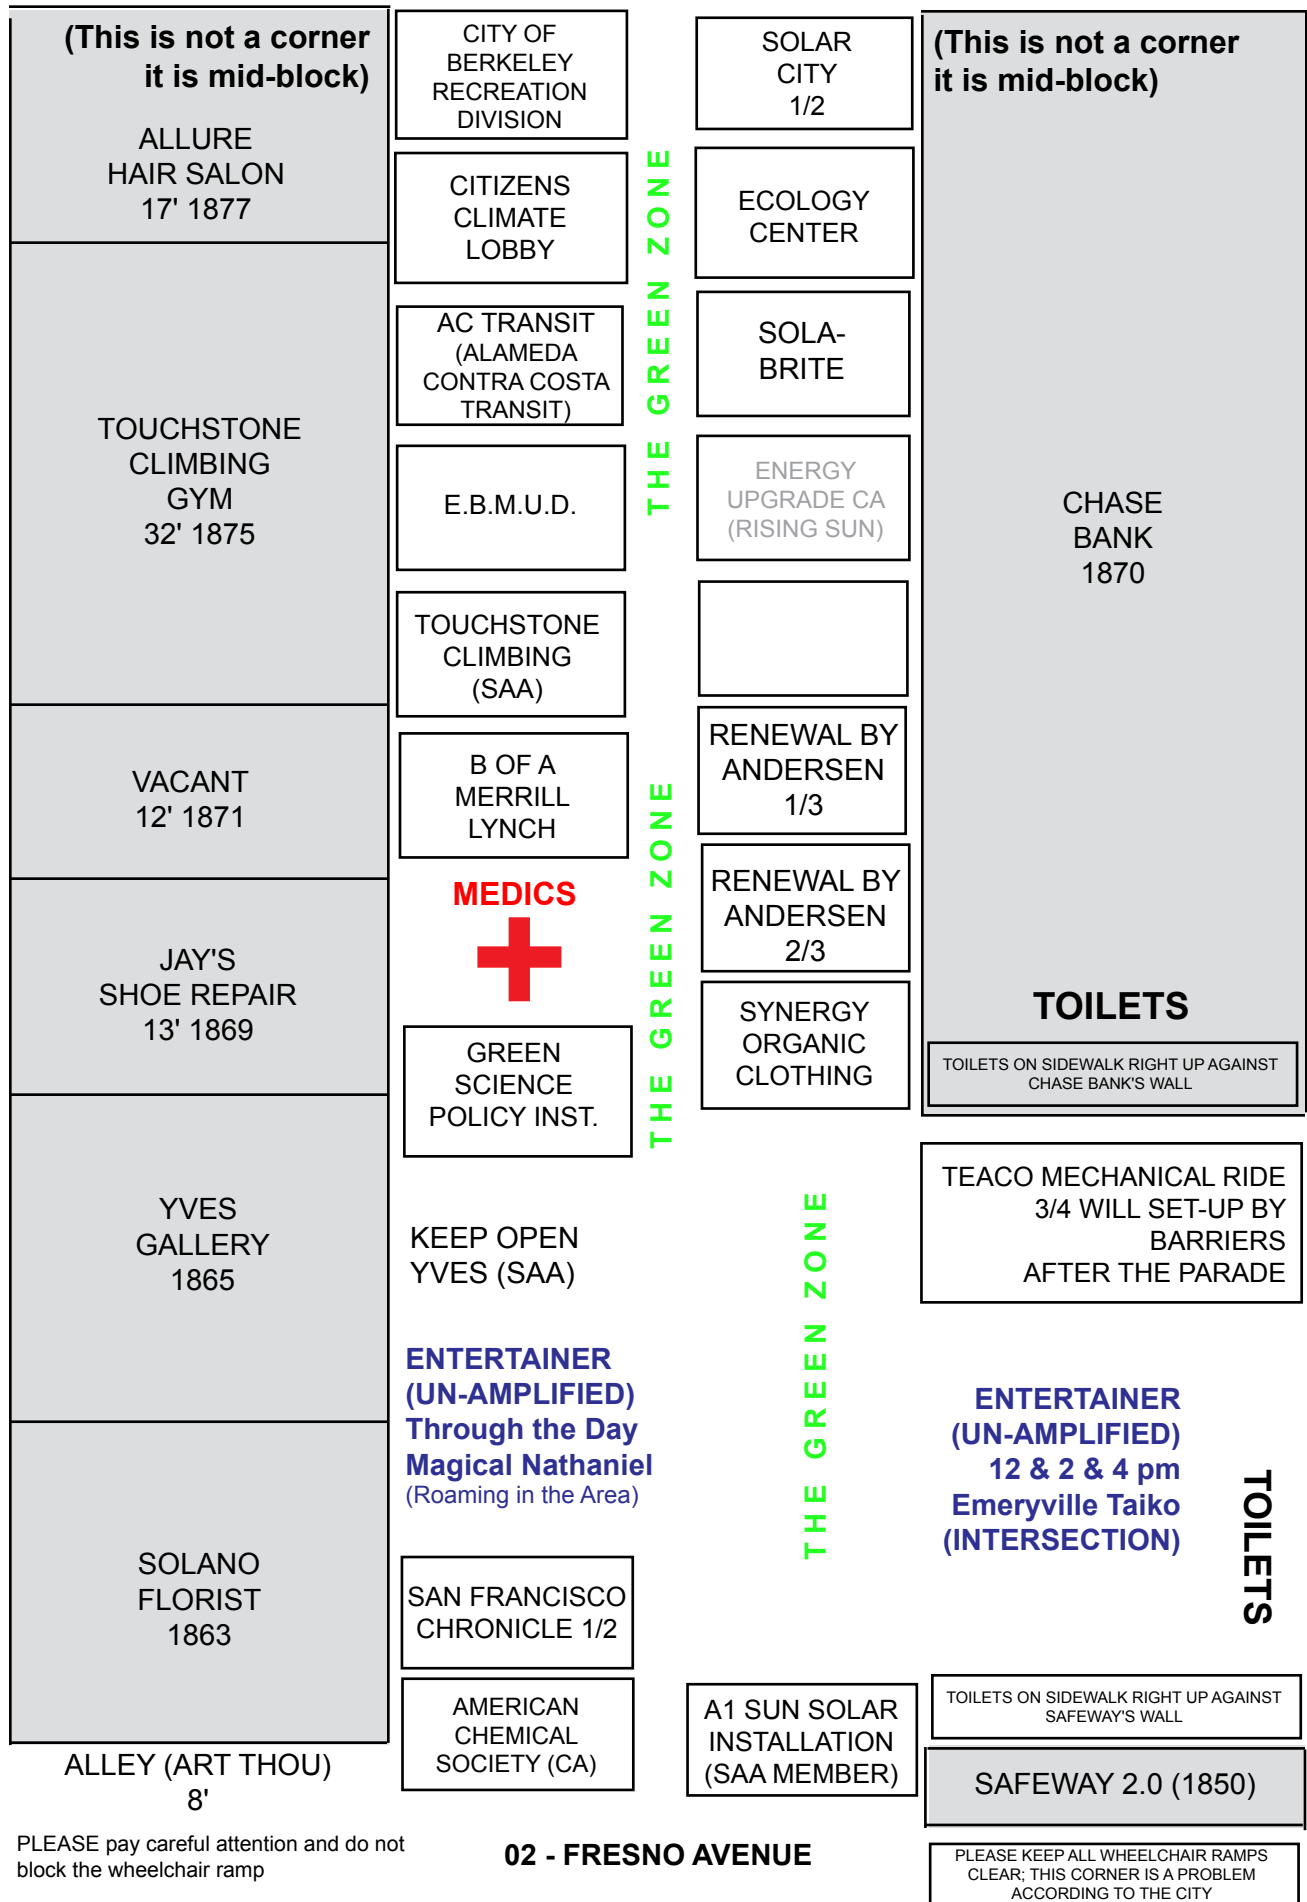 (This is not a corner
it is mid-block)
ALLURE
HAIR SALON
17' 1877
TOUCHSTONE
CLIMBING
GYM
32' 1875
VACANT
12' 1871
JAY'S
SHOE REPAIR
13' 1869
YVES
GALLERY
1865
SOLANO
FLORIST
1863
ALLEY (ART THOU)
8'
PLEASE pay careful attention and do not
block the wheelchair ramp
CITY OF
BERKELEY
RECREATION
DIVISION
CITIZENS
CLIMATE
LOBBY
AC TRANSIT
(ALAMEDA
CONTRA COSTA
TRANSIT)
E.B.M.U.D.
TOUCHSTONE
CLIMBING
(SAA)
B OF A
MERRILL
LYNCH
MEDICS
GREEN
SCIENCE
POLICY INST.
KEEP OPEN
YVES (SAA)
ENTERTAINER
(UN-AMPLIFIED)
Through the Day
Magical Nathaniel
(Roaming in the Area)
SAN FRANCISCO
CHRONICLE 1/2
AMERICAN
CHEMICAL
SOCIETY (CA)
THE GREEN ZONE
THE GREEN ZONE
THE GREEN ZONE
02 - FRESNO AVENUE
SOLAR
CITY
1/2
ECOLOGY
CENTER
SOLA-
BRITE
ENERGY
UPGRADE CA
(RISING SUN)
RENEWAL BY
ANDERSEN
1/3
RENEWAL BY
ANDERSEN
2/3
SYNERGY
ORGANIC
CLOTHING
A1 SUN SOLAR
INSTALLATION
(SAA MEMBER)
(This is not a corner
it is mid-block)
CHASE
BANK
1870
TOILETS
TOILETS ON SIDEWALK RIGHT UP AGAINST
CHASE BANK'S WALL
TEACO MECHANICAL RIDE
3/4 WILL SET-UP BY
BARRIERS
AFTER THE PARADE
ENTERTAINER
(UN-AMPLIFIED)
12 & 2 & 4 pm
Emeryville Taiko
(INTERSECTION)
TOILETS
TOILETS ON SIDEWALK RIGHT UP AGAINST
SAFEWAY'S WALL
SAFEWAY 2.0 (1850)
PLEASE KEEP ALL WHEELCHAIR RAMPS
CLEAR; THIS CORNER IS A PROBLEM
ACCORDING TO THE CITY